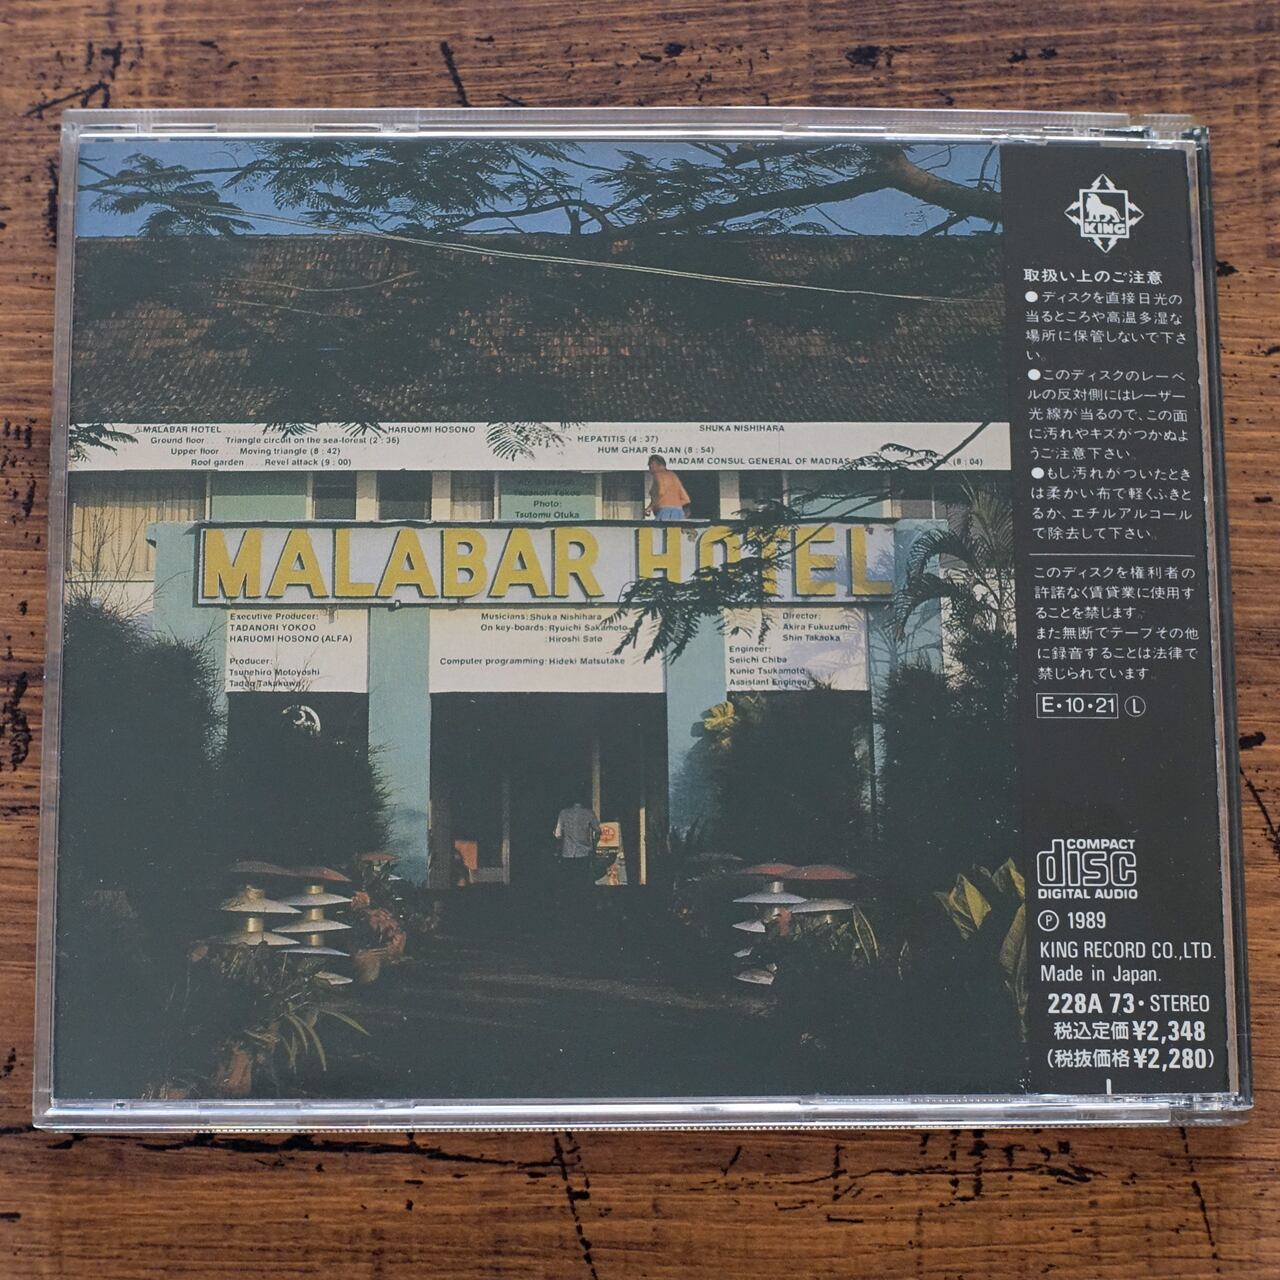 MALABAR HOTEL
HARUOMI HOSONO
SHUKA NISHIHARA
Ground floor . . . Triangle circuit on the sea-forest (2 : 36)
HEPATITIS (4 : 37)
Upper floor . . . Moving triangle (8 : 42)
HUM GHAR SAJAN (8 : 54)
Roof garden . . . Revel attack (9 : 00)
MADAM CONSUL GENERAL OF MADRAS (8 : 04)
Tadanori Yokoo
Photo:
Tsutomu Otuka
MALABAR HOTEL
Executive Producer:
TADANORI YOKOO
HARUOMI HOSONO (ALFA)
Producer:
Tsunehiro Motoyoshi
Tadao Takakuwa
Musicians: Shuka Nishihara
On key-boards: Ryuichi Sakamoto
: Hiroshi Sato
Computer programming: Hideki Matsutake
Director:
Akira Fukuzumi
Shin Takaoka
Engineer:
Seiichi Chiba
Kunio Tsukamoto
Assistant Engineer
KING
取扱い上のご注意
●ディスクを直接日光の
当るところや高温多湿な
場所に保管しないで下さ
い。
●このディスクのレーベ
ルの反対側にはレーザー
光線が当るので、この面
に汚れやキズがつかぬよ
うご注意下さい。
●もし汚れがついたとき
は柔かい布で軽くふきと
るか、エチルアルコール
で除去して下さい。
このディスクを権利者の
許諾なく賃貸業に使用す
ることを禁じます。
また無断でテープその他
に録音することは法律で
禁じられています。
E・10・21 Ⓛ
COMPACT
disc
DIGITAL AUDIO
Ⓟ 1989
KING RECORD CO.,LTD.
Made in Japan.
228A 73・STEREO
税込定価¥2,348
(税抜価格¥2,280)